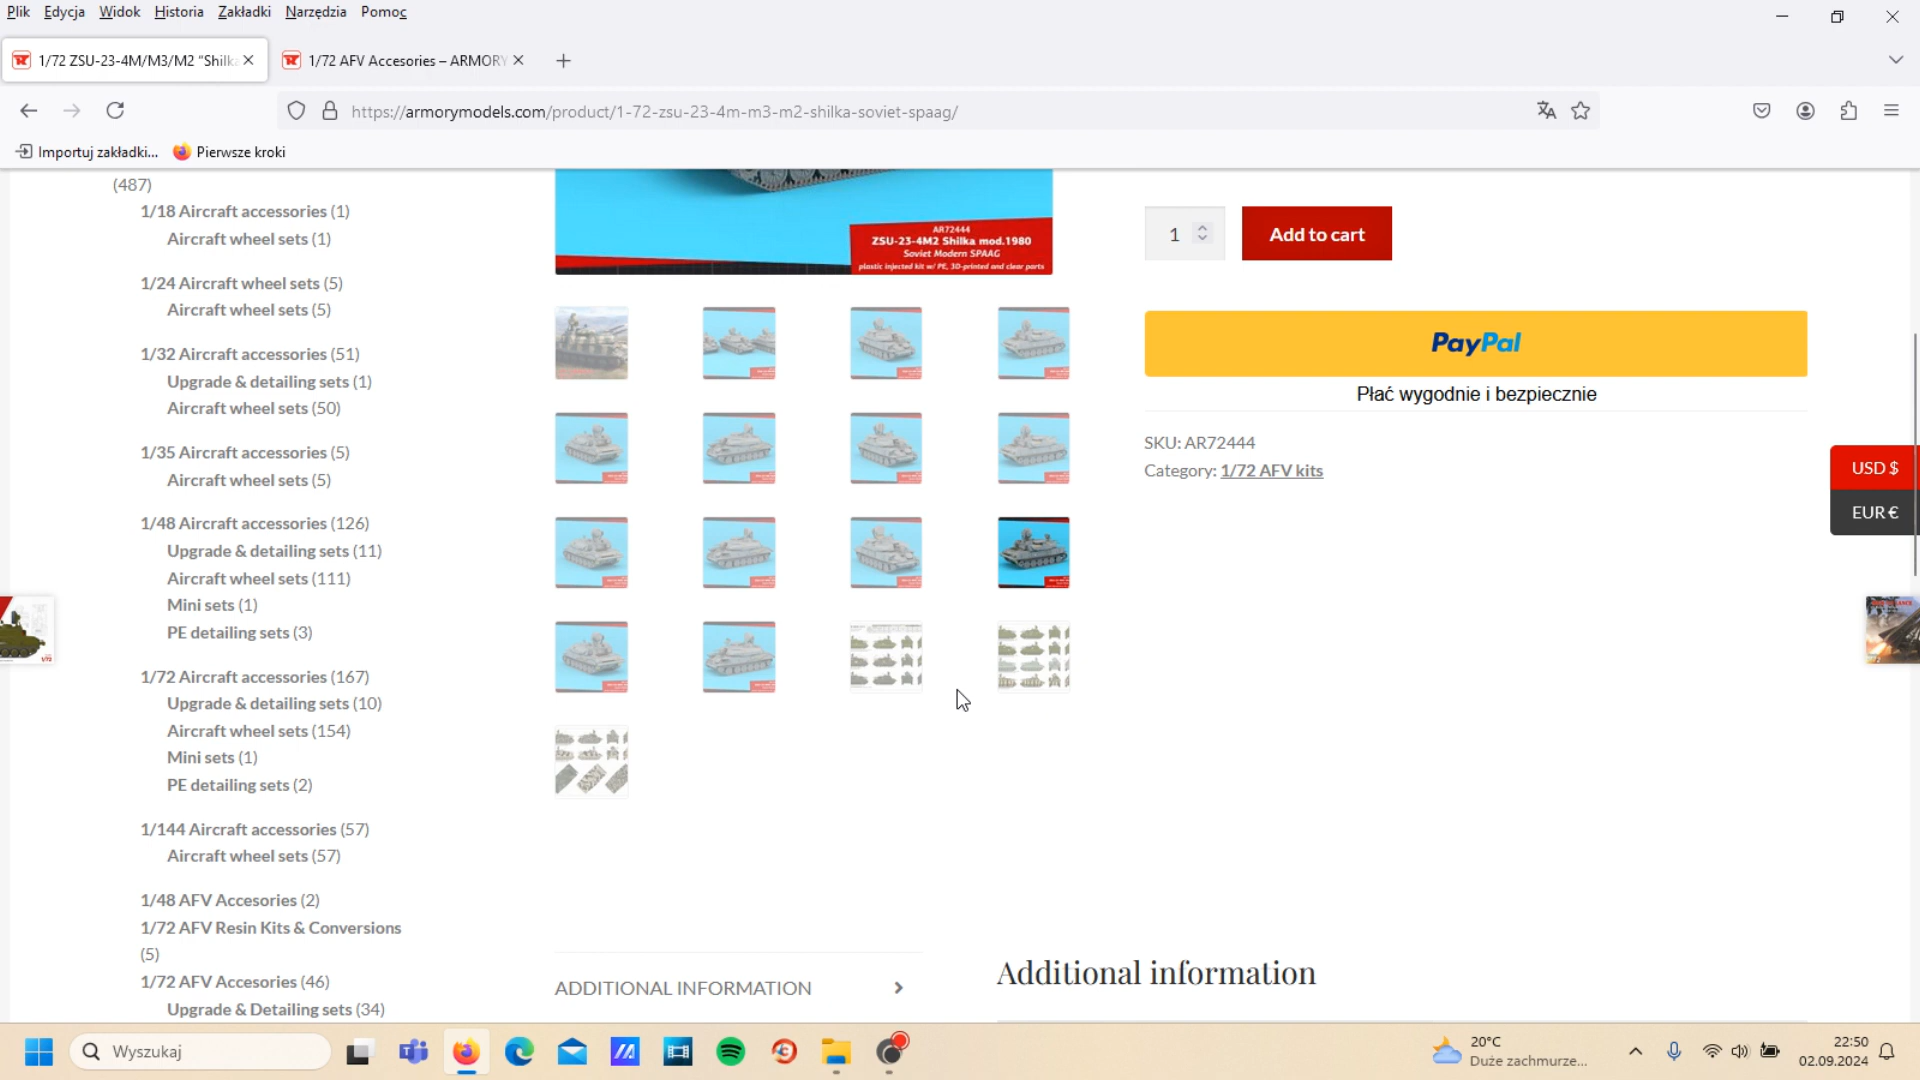 Plik Edycja Widok Historia Zakładki Narzędzia Pomoc
1/72 ZSU-23-4M/M3/M2 "Shilk
1/72 AFV Accesories – ARMORY
https://armorymodels.com/product/1-72-zsu-23-4m-m3-m2-shilka-soviet-spaag/
Importuj zakładki... Pierwsze kroki
(487)
1/18 Aircraft accessories (1)
Aircraft wheel sets (1)
1/24 Aircraft wheel sets (5)
Aircraft wheel sets (5)
1/32 Aircraft accessories (51)
Upgrade & detailing sets (1)
Aircraft wheel sets (50)
1/35 Aircraft accessories (5)
Aircraft wheel sets (5)
1/48 Aircraft accessories (126)
Upgrade & detailing sets (11)
Aircraft wheel sets (111)
Mini sets (1)
PE detailing sets (3)
1/72 Aircraft accessories (167)
Upgrade & detailing sets (10)
Aircraft wheel sets (154)
Mini sets (1)
PE detailing sets (2)
1/144 Aircraft accessories (57)
Aircraft wheel sets (57)
1/48 AFV Accesories (2)
1/72 AFV Resin Kits & Conversions
(5)
1/72 AFV Accesories (46)
Upgrade & Detailing sets (34)
AR72444
ZSU-23-4M2 Shilka mod.1980
Soviet Modern SPAAG
plastic injected kit w/ PE, 3D-printed and clear parts
1
Add to cart
PayPal
Płać wygodnie i bezpiecznie
SKU: AR72444
Category: 1/72 AFV kits
USD $
EUR €
ADDITIONAL INFORMATION
Additional information
Wyszukaj
20°C
Duże zachmurze...
22:50
02.09.2024